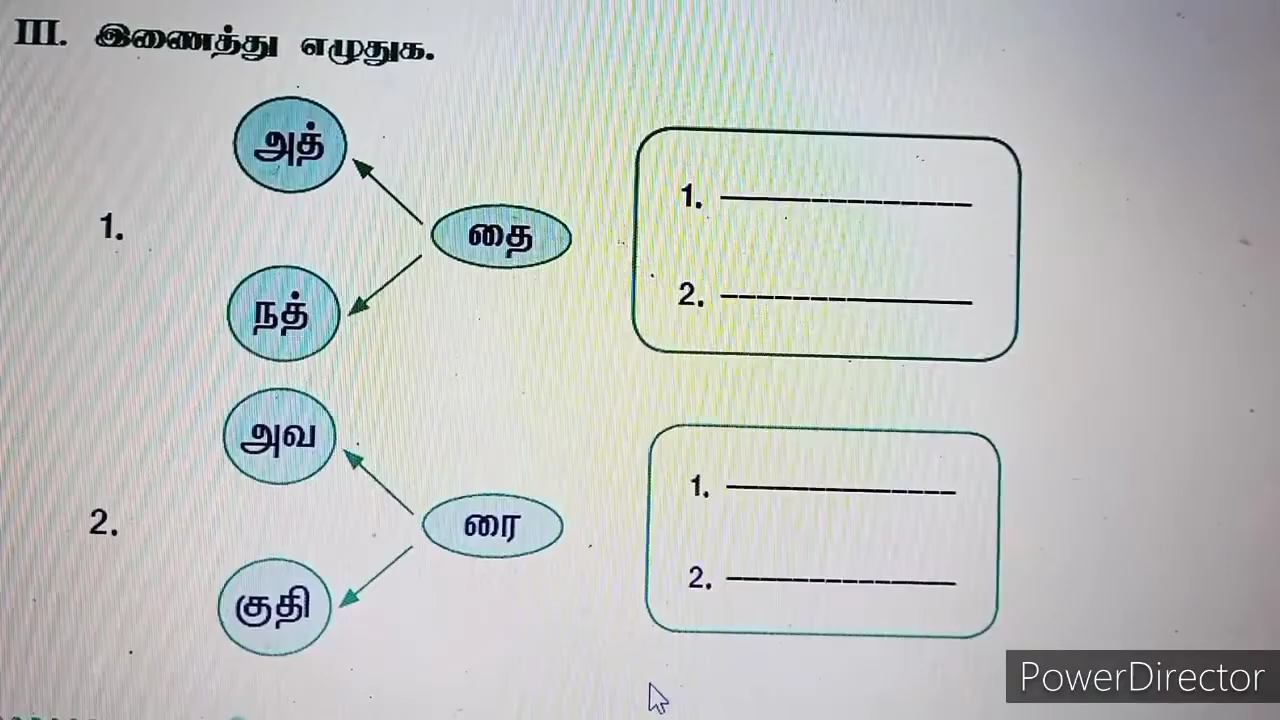 III. இணைத்து எழுதுக.
1.
அத்
நத்
தை
1.
2.
2.
அவ
குதி
ரை
1.
2.
PowerDirector